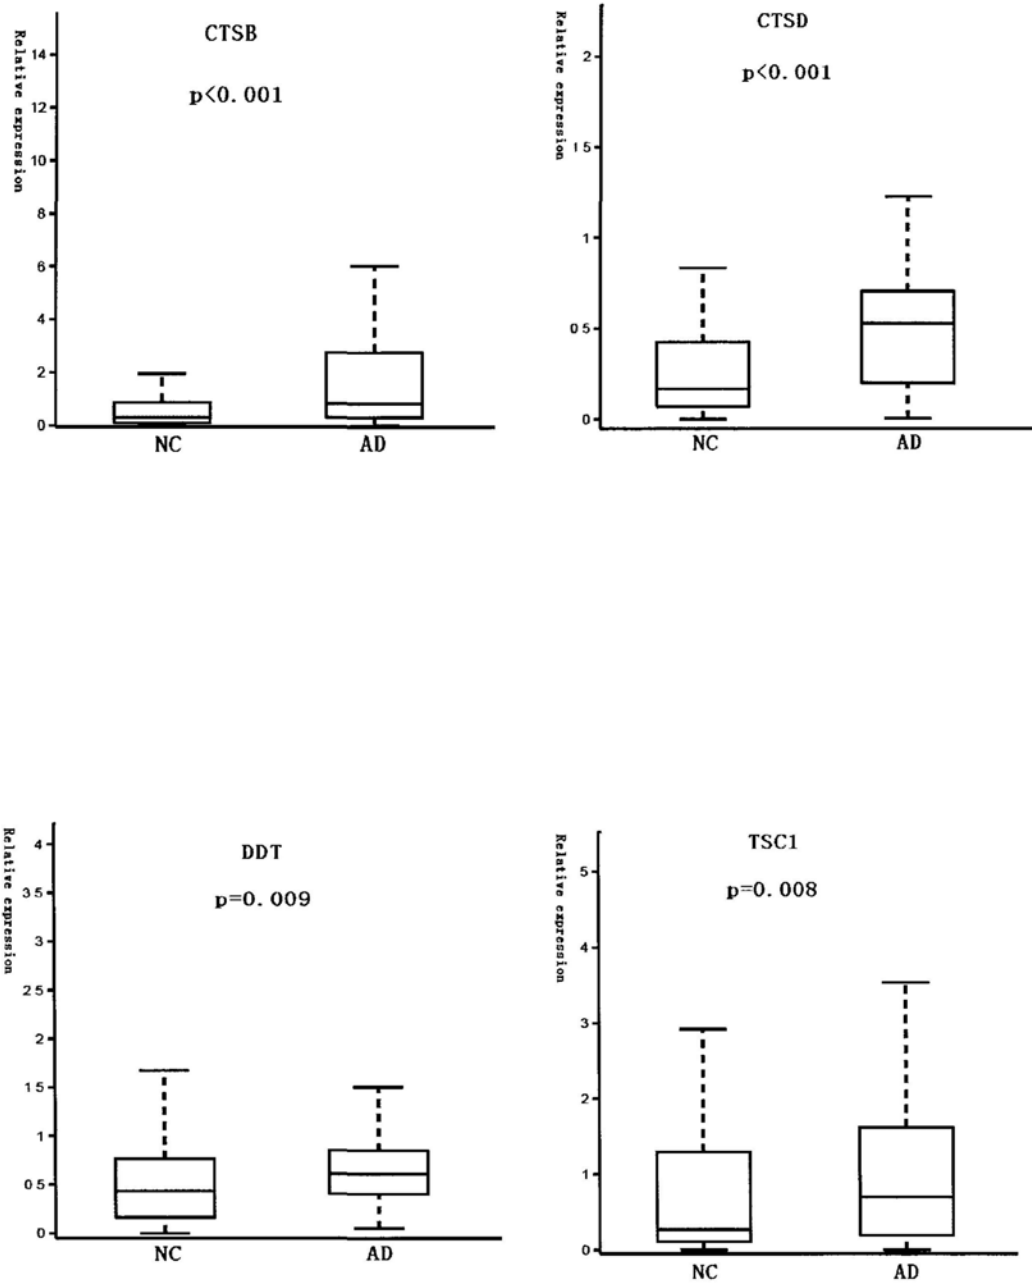 CTSB
p<0.001
Relative expression
14
12
10
8
6
4
2
0
NC AD
CTSD
p<0.001
Relative expression
2
1 5
1
0 5
0
NC AD
DDT
p=0.009
Relative expression
4
3 5
3
2 5
2
1 5
1
0 5
0
NC AD
TSC1
p=0.008
Relative expression
5
4
3
2
1
0
NC AD